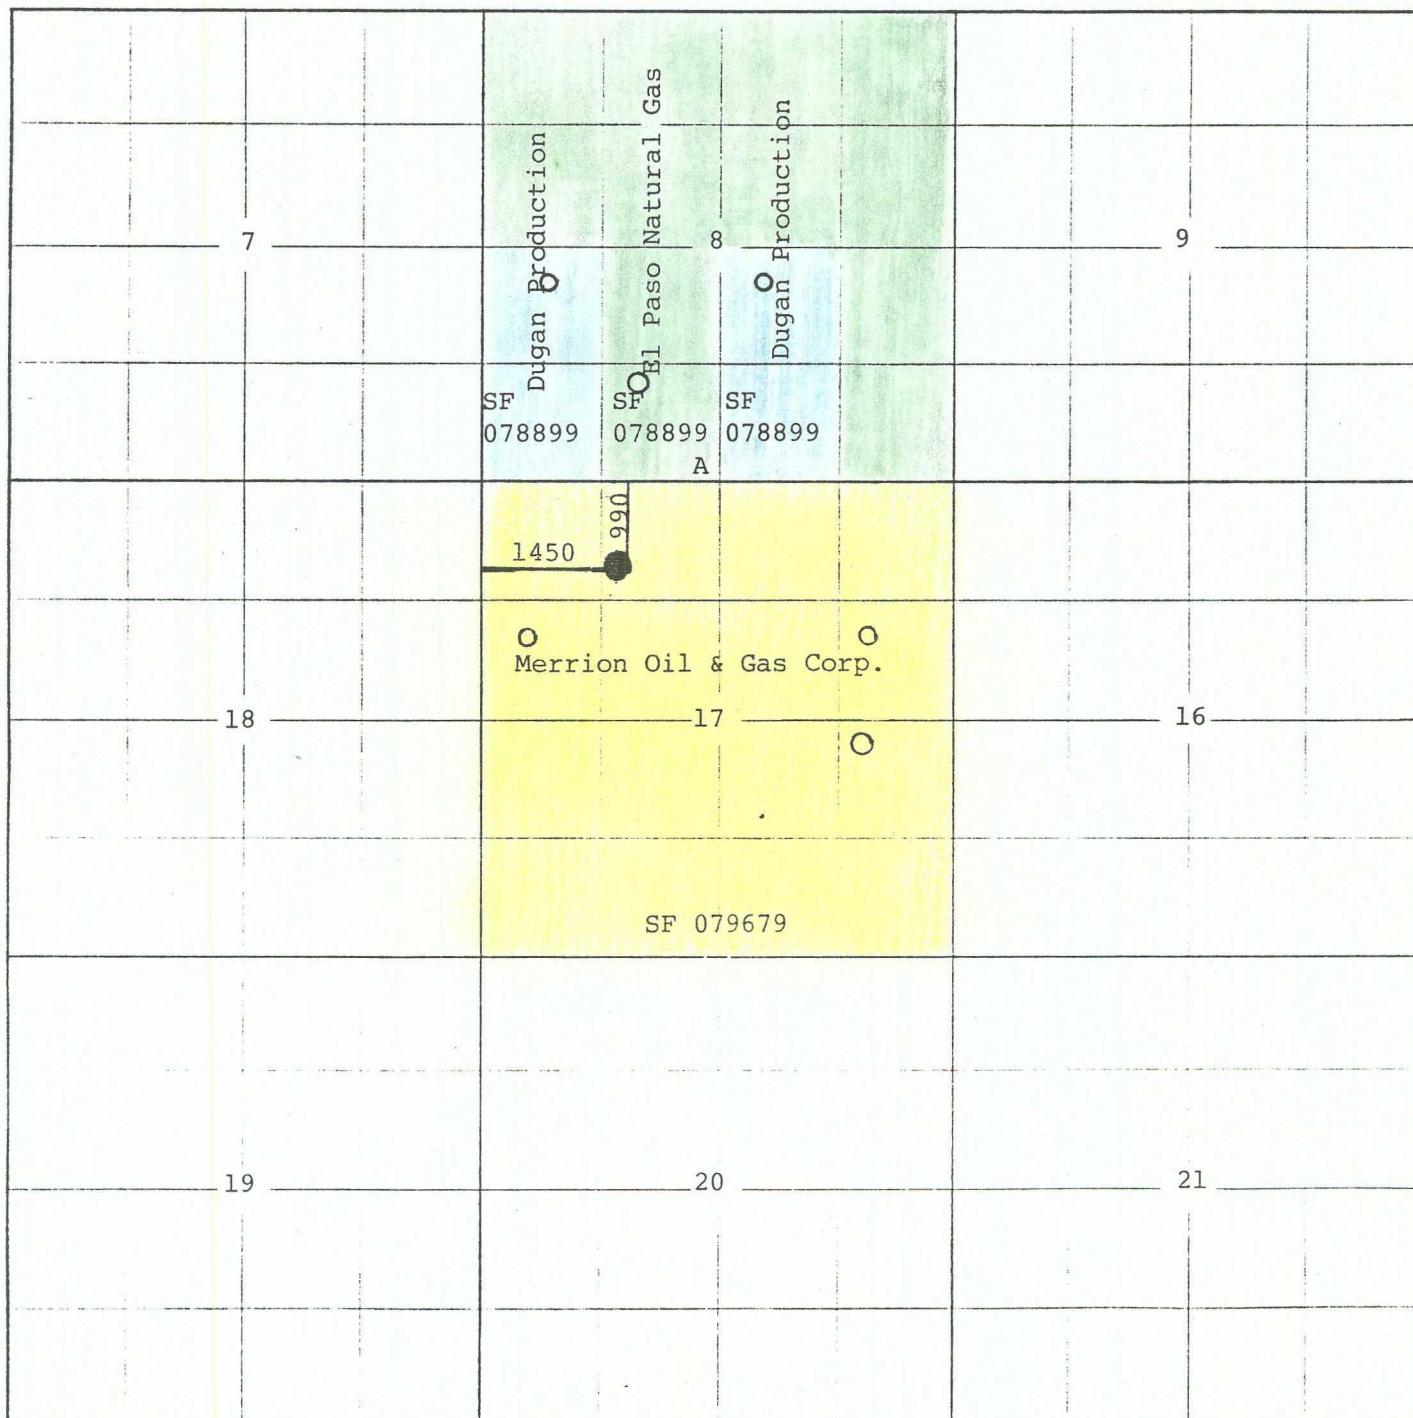 Dugan Production
El Paso Natural Gas
Dugan Production
7
8
9
SF
078899
SF
078899
SF
078899
A
990
1450
Merrion Oil & Gas Corp.
18
17
16
SF 079679
19
20
21